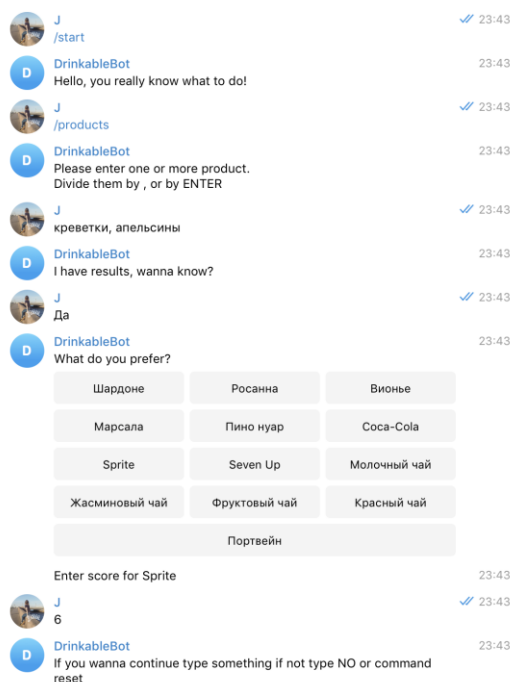 J 23:43
/start
D DrinkableBot 23:43
Hello, you really know what to do!
J 23:43
/products
D DrinkableBot 23:43
Please enter one or more product.
Divide them by , or by ENTER
J 23:43
креветки, апельсины
D DrinkableBot 23:43
I have results, wanna know?
J 23:43
Да
D DrinkableBot 23:43
What do you prefer?
Шардоне Росанна Вионье
Марсала Пино нуар Coca-Cola
Sprite Seven Up Молочный чай
Жасминовый чай Фруктовый чай Красный чай
Портвейн
Enter score for Sprite 23:43
J 23:43
6
D DrinkableBot 23:43
If you wanna continue type something if not type NO or command
reset